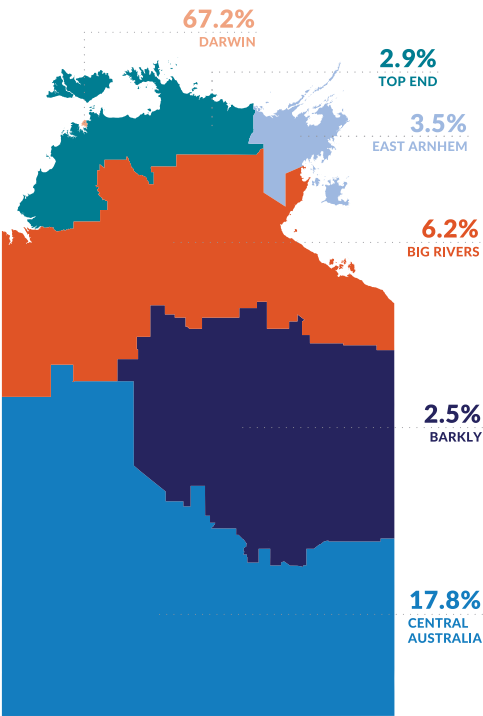 67.2%
DARWIN
2.9%
TOP END
3.5%
EAST ARNHEM
6.2%
BIG RIVERS
2.5%
BARKLY
17.8%
CENTRAL
AUSTRALIA